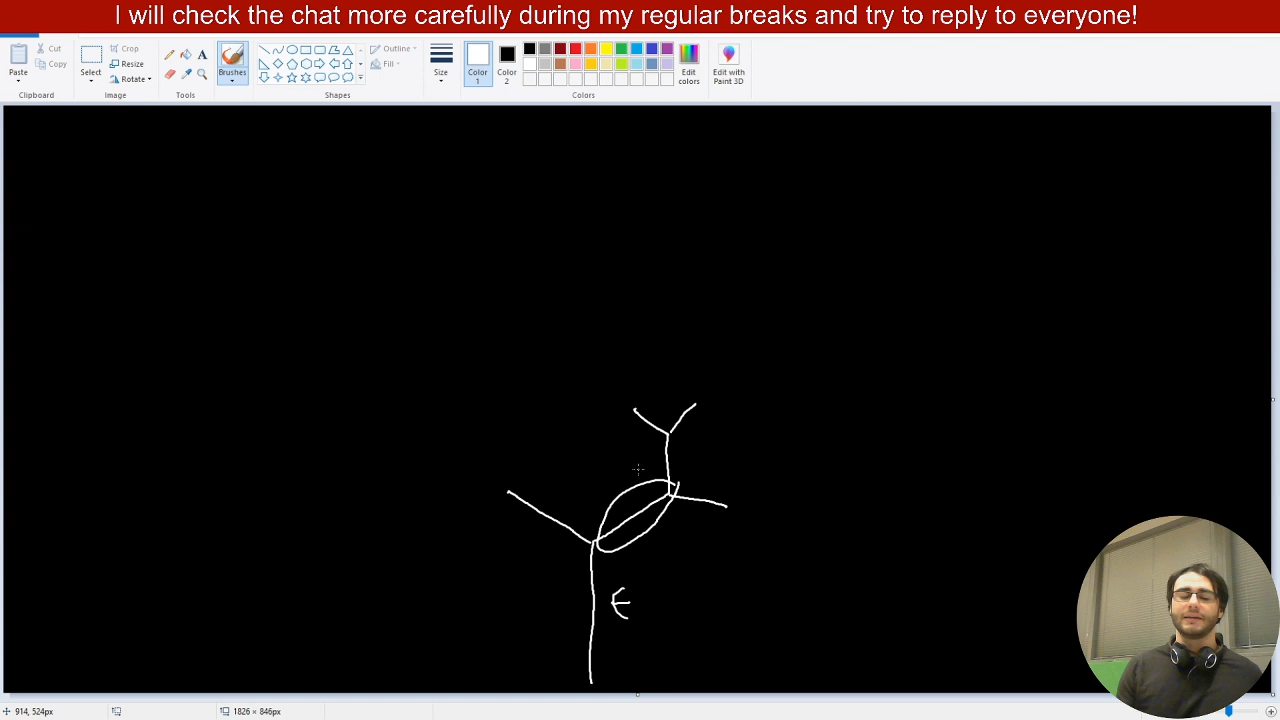 I will check the chat more carefully during my regular breaks and try to reply to everyone!
Paste
Cut
Copy
Clipboard
Select
Crop
Resize
Rotate
Image
A
Tools
Brushes
Shapes
Outline
Fill
Size
Color 1
Color 2
Edit colors
Colors
Edit with Paint 3D
∈
914, 524px
1826 × 846px